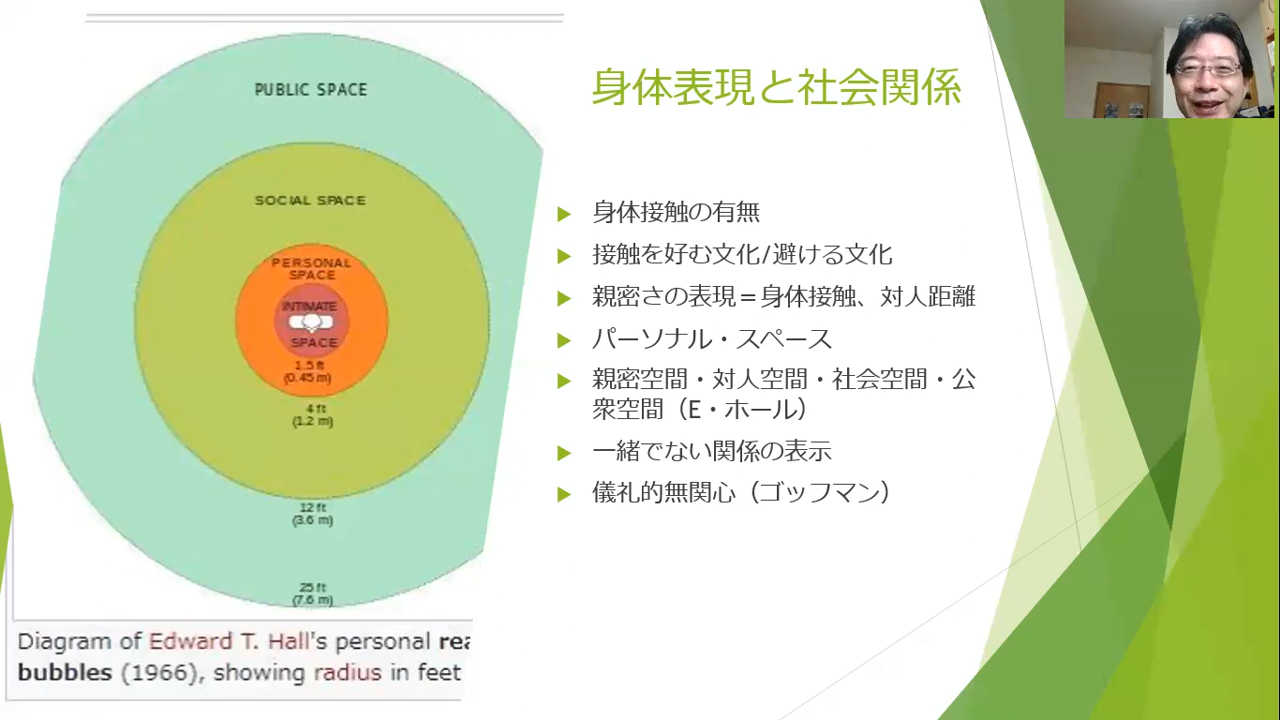 PUBLIC SPACE
SOCIAL SPACE
PERSONAL
SPACE
INTIMATE
SPACE
1.5 ft
(0.45 m)
4 ft
(1.2 m)
12 ft
(3.6 m)
25 ft
(7.6 m)
Diagram of Edward T. Hall's personal rea
bubbles (1966), showing radius in feet
身体表現と社会関係
身体接触の有無
接触を好む文化/避ける文化
親密さの表現＝身体接触、対人距離
パーソナル・スペース
親密空間・対人空間・社会空間・公
衆空間（E・ホール）
一緒でない関係の表示
儀礼的無関心（ゴッフマン）